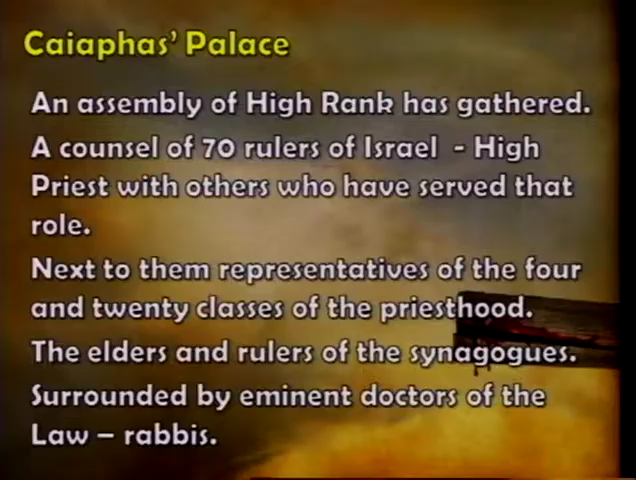 Caiaphas' Palace
An assembly of High Rank has gathered.
A counsel of 70 rulers of Israel - High
Priest with others who have served that
role.
Next to them representatives of the four
and twenty classes of the priesthood.
The elders and rulers of the synagogues.
Surrounded by eminent doctors of the
Law – rabbis.